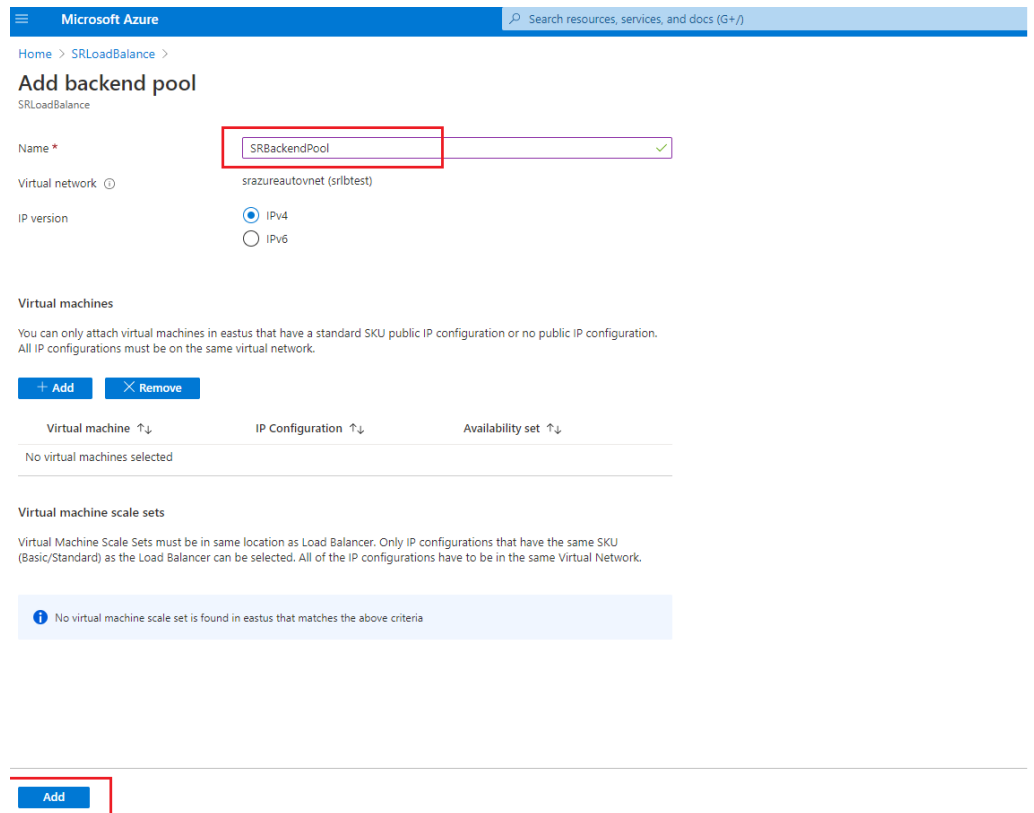 Microsoft Azure
Search resources, services, and docs (G+/)
Home > SRLoadBalance >
Add backend pool
SRLoadBalance
Name *
SRBackendPool
Virtual network
srazureautovnet (srlbtest)
IP version
IPv4
IPv6
Virtual machines
You can only attach virtual machines in eastus that have a standard SKU public IP configuration or no public IP configuration.
All IP configurations must be on the same virtual network.
+ Add
Remove
Virtual machine ↑↓ IP Configuration ↑↓ Availability set ↑↓
No virtual machines selected
Virtual machine scale sets
Virtual Machine Scale Sets must be in same location as Load Balancer. Only IP configurations that have the same SKU
(Basic/Standard) as the Load Balancer can be selected. All of the IP configurations have to be in the same Virtual Network.
No virtual machine scale set is found in eastus that matches the above criteria
Add